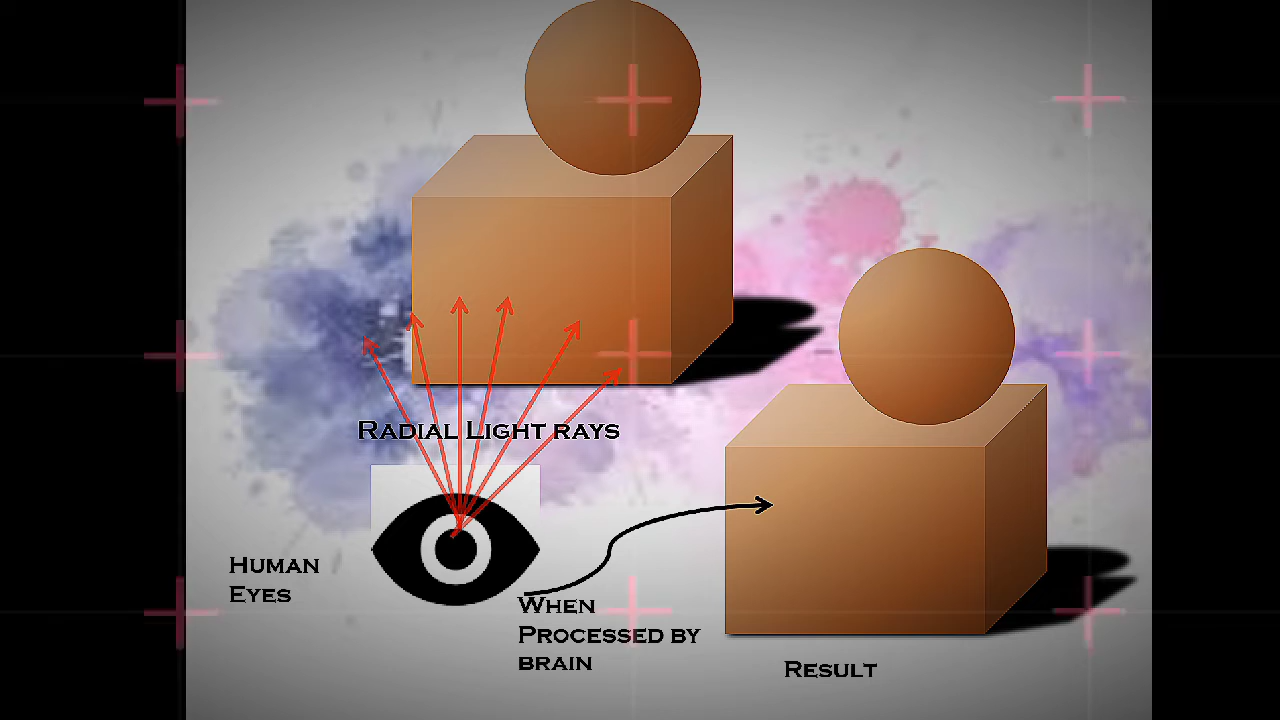 Radial Light rays
Human
Eyes
When
Processed by
brain
Result